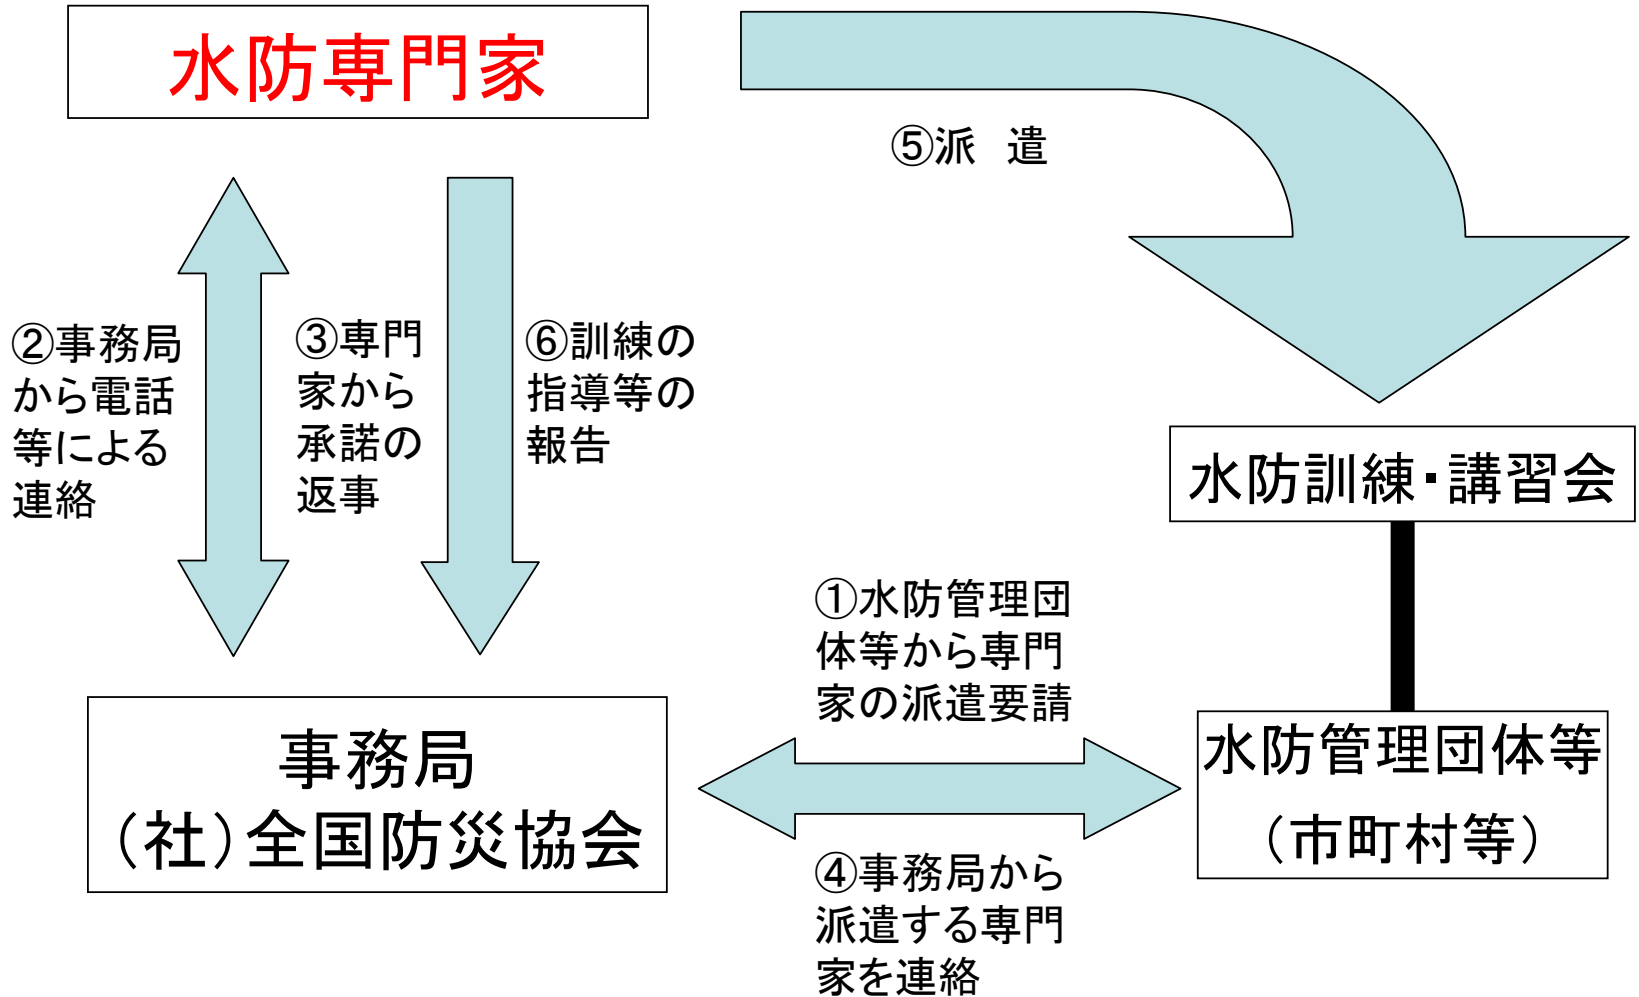 水防専門家
⑤派　遣
②事務局
から電話
等による
連絡
③専門
家から
承諾の
返事
⑥訓練の
指導等の
報告
水防訓練・講習会
①水防管理団
体等から専門
家の派遣要請
事務局
（社）全国防災協会
水防管理団体等
（市町村等）
④事務局から
派遣する専門
家を連絡